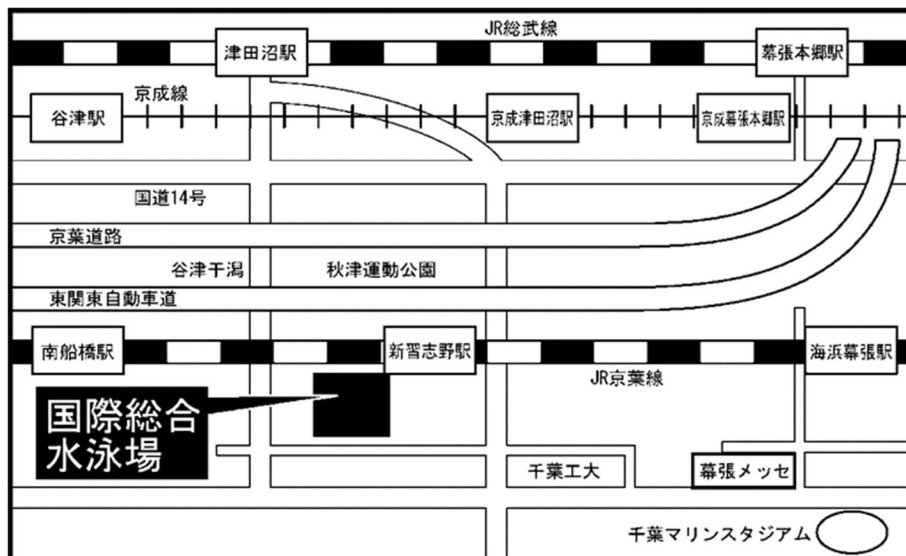 JR総武線
津田沼駅
幕張本郷駅
京成線
谷津駅
京成津田沼駅
京成幕張本郷駅
国道14号
京葉道路
谷津干潟
秋津運動公園
東関東自動車道
南船橋駅
新習志野駅
海浜幕張駅
JR京葉線
国際総合
水泳場
千葉工大
幕張メッセ
千葉マリンスタジアム